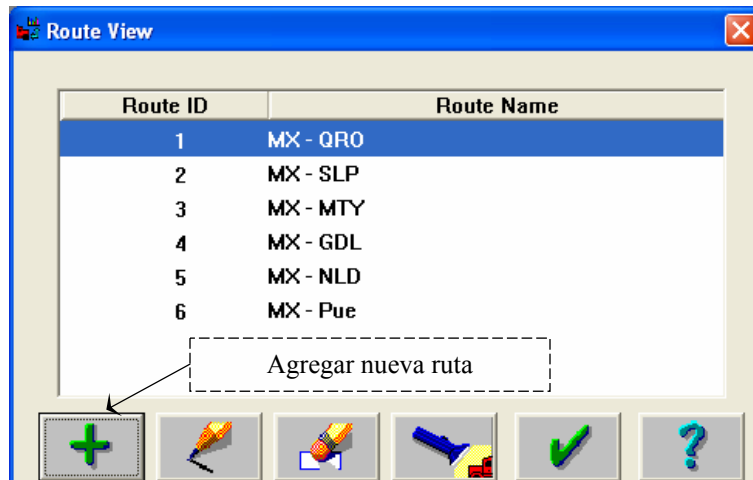 Route View
Route ID Route Name
1 MX - QRO
2 MX - SLP
3 MX - MTY
4 MX - GDL
5 MX - NLD
6 MX - Pue
Agregar nueva ruta